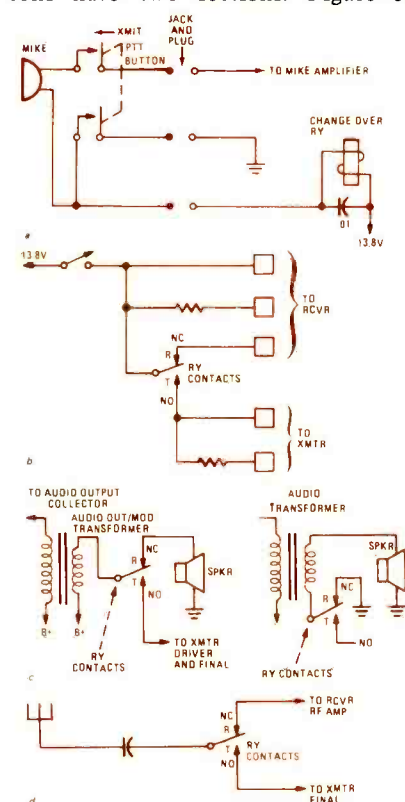 JACK
AND
PLUG
XMIT
MIKE
PTT
BUTTON
TO MIKE AMPLIFIER
CHANGE OVER
RY
01
13.8V
a
13.8V
TO
RCVR
NC
R
RY
CONTACTS
T
NO
TO
XMTR
b
TO AUDIO OUTPUT
COLLECTOR
AUDIO OUT/MOD
TRANSFORMER
NC
R
SPKR
T
NO
B+
B+
RY
CONTACTS
TO XMTR
DRIVER
AND FINAL
AUDIO
TRANSFORMER
SPKR
NC
R
T
NO
RY CONTACTS
c
TO RCVR
RF AMP
NC
R
RY
CONTACTS
T
NO
TO XMTR
FINAL
d